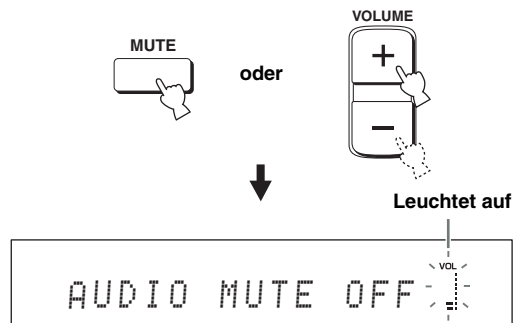 VOLUME
MUTE
oder
+
−
Leuchtet auf
VOL
AUDIO MUTE OFF